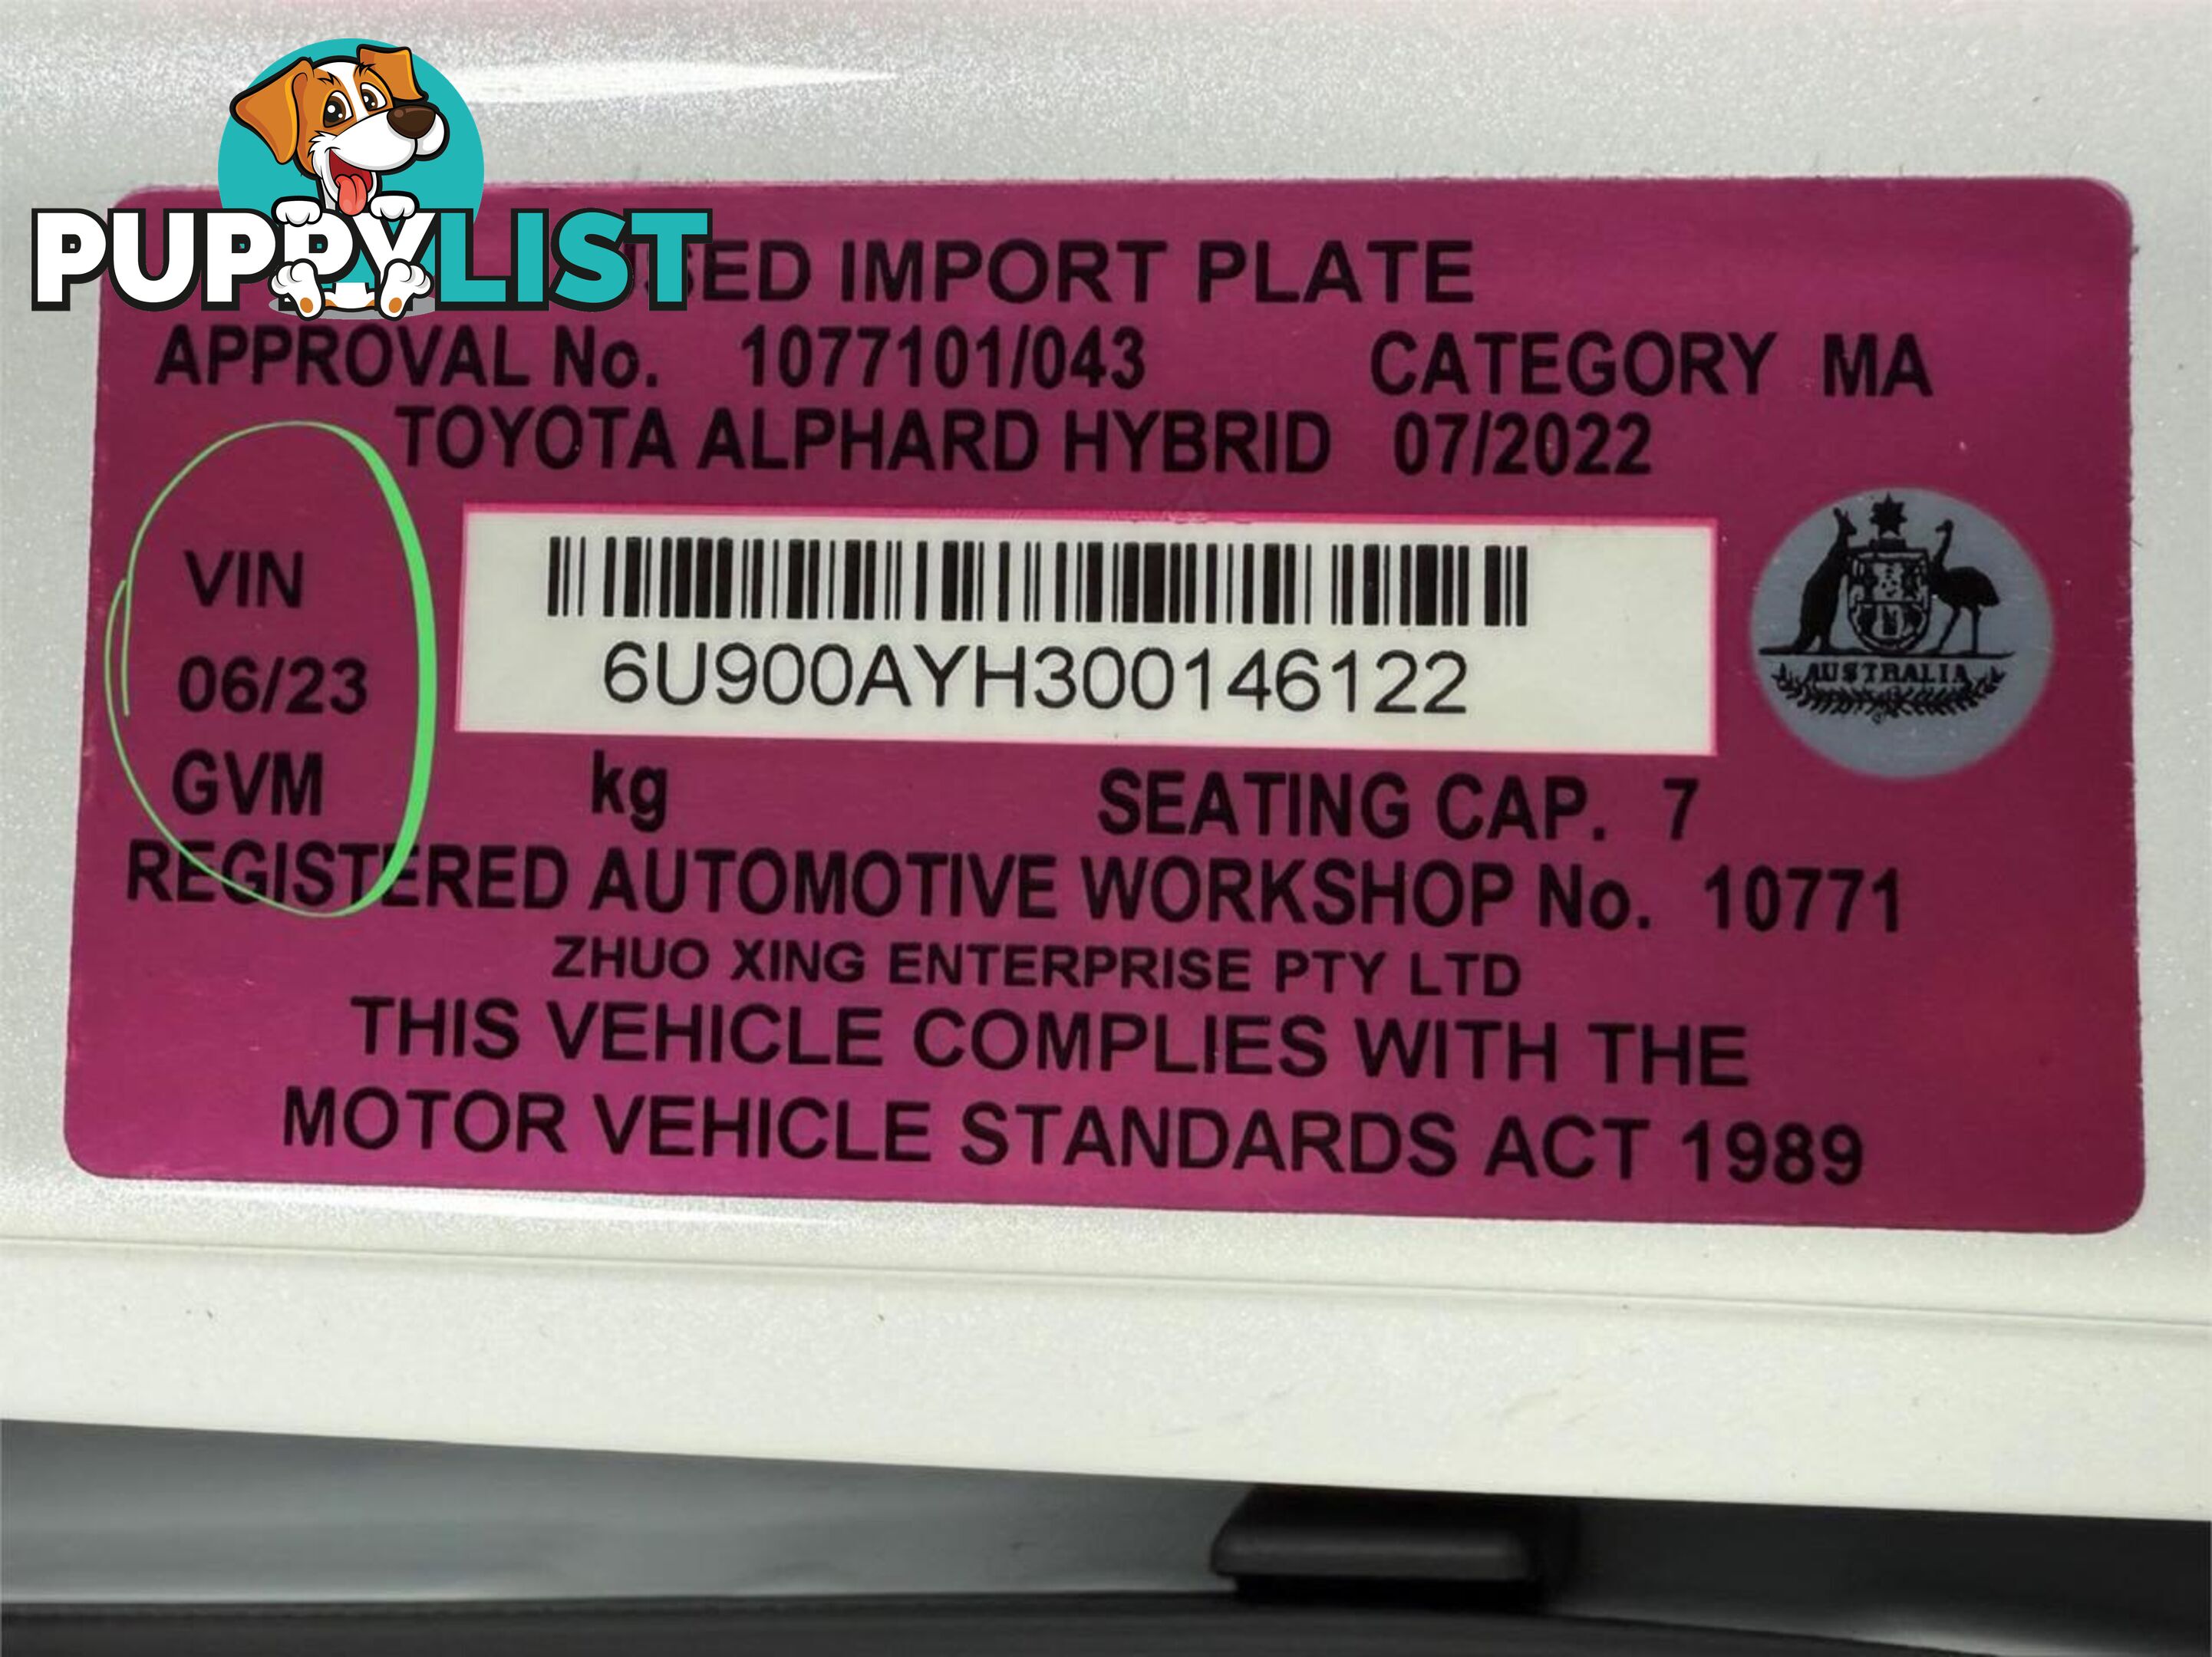 PUPPYLIST
IMPORT PLATE
APPROVAL No. 1077101/043 CATEGORY MA
TOYOTA ALPHARD HYBRID 07/2022
VIN
06/23
6U900AYH300146122
AUSTRALIA
GVM kg SEATING CAP. 7
REGISTERED AUTOMOTIVE WORKSHOP No. 10771
ZHUO XING ENTERPRISE PTY LTD
THIS VEHICLE COMPLIES WITH THE
MOTOR VEHICLE STANDARDS ACT 1989